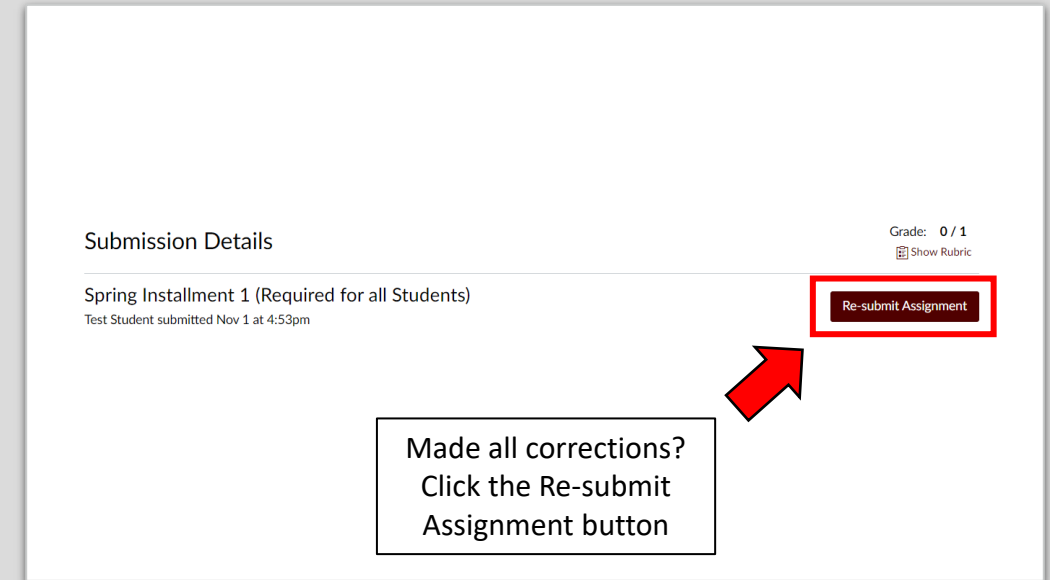 Submission Details
Grade: 0 / 1
Show Rubric
Spring Installment 1 (Required for all Students)
Test Student submitted Nov 1 at 4:53pm
Re-submit Assignment
Made all corrections?
Click the Re-submit
Assignment button